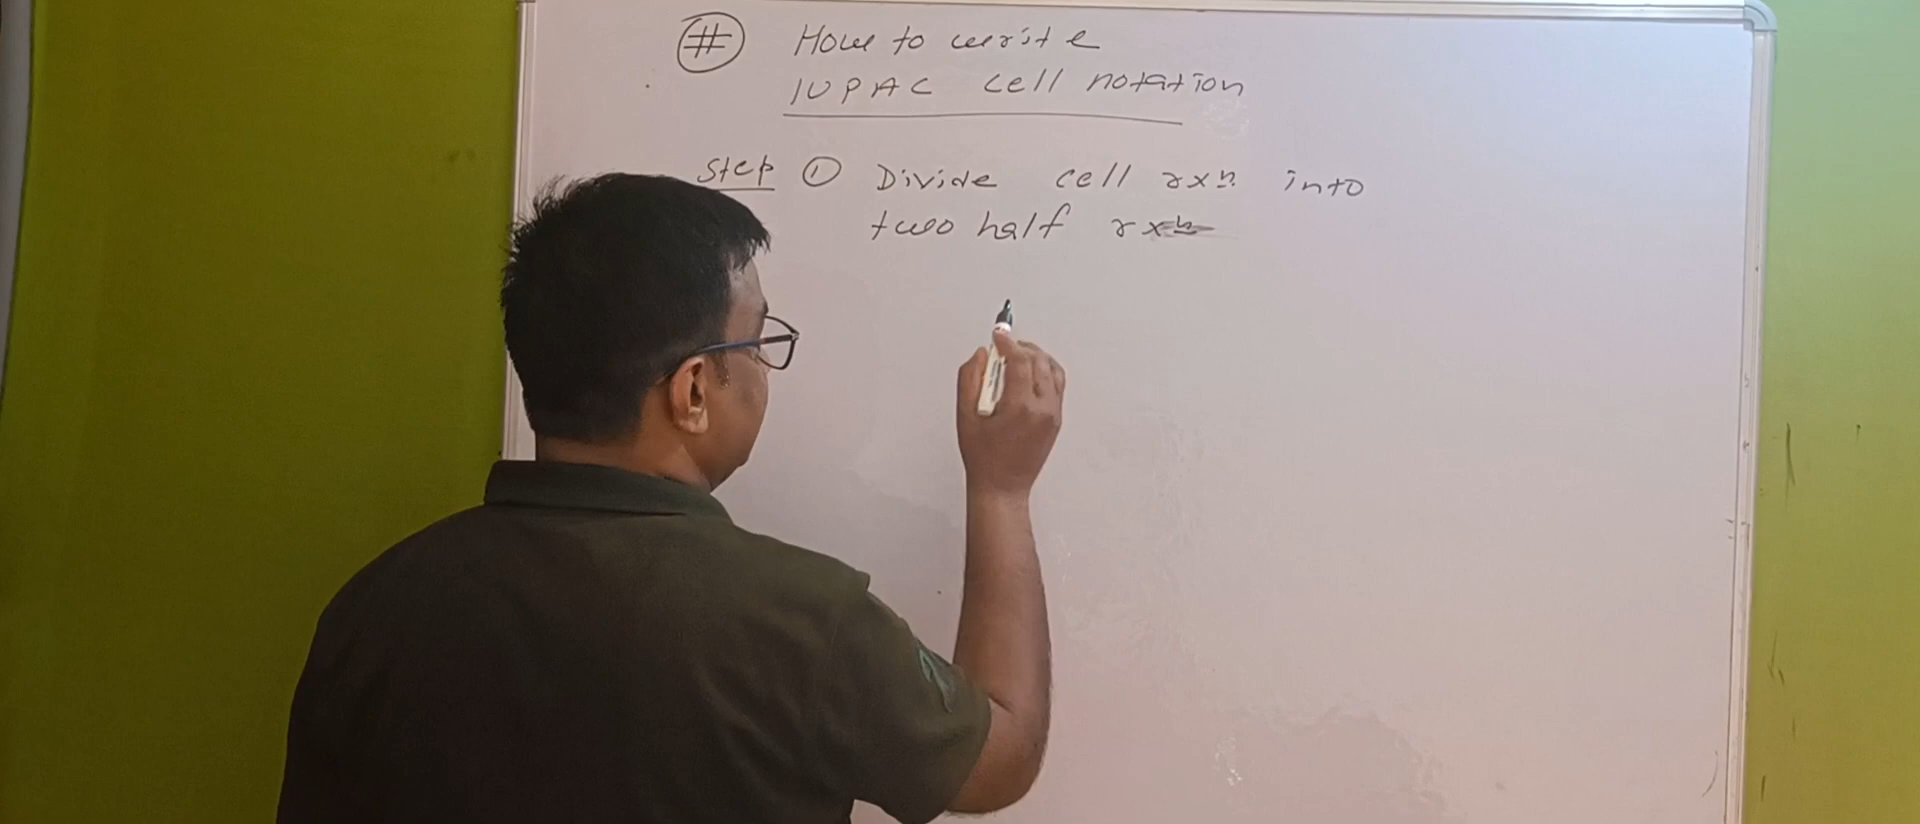 # How to write
IUPAC cell notation
Step ① Divide cell rxn into
two half rxn